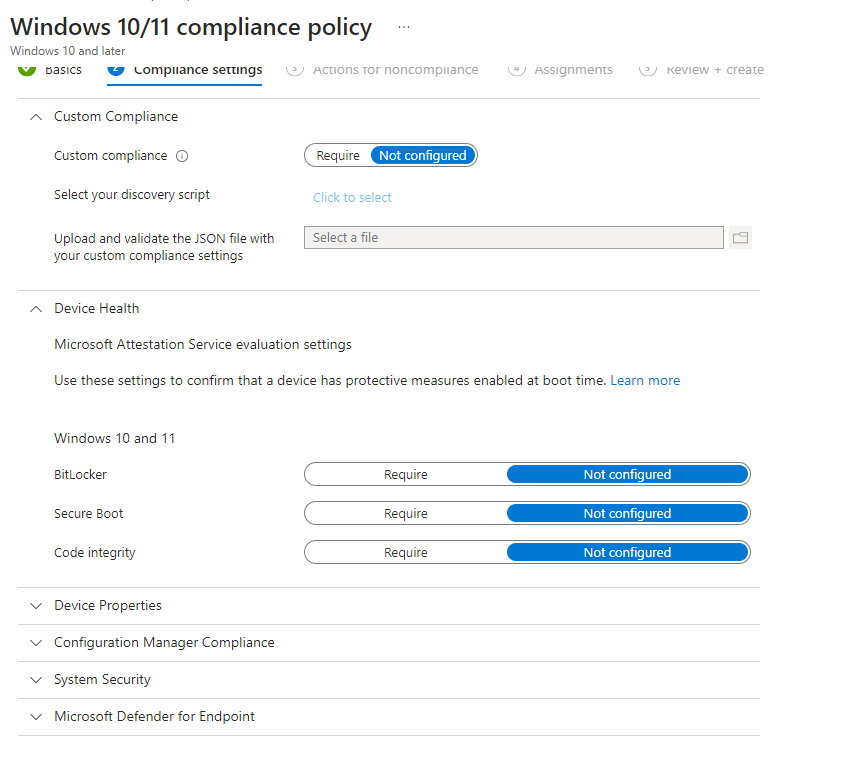 Windows 10/11 compliance policy ...
Windows 10 and later
Basics 2 Compliance settings 3 Actions for noncompliance 4 Assignments 5 Review + create
Custom Compliance
Custom compliance Require Not configured
Select your discovery script Click to select
Upload and validate the JSON file with Select a file
your custom compliance settings
Device Health
Microsoft Attestation Service evaluation settings
Use these settings to confirm that a device has protective measures enabled at boot time. Learn more
Windows 10 and 11
BitLocker Require Not configured
Secure Boot Require Not configured
Code integrity Require Not configured
Device Properties
Configuration Manager Compliance
System Security
Microsoft Defender for Endpoint